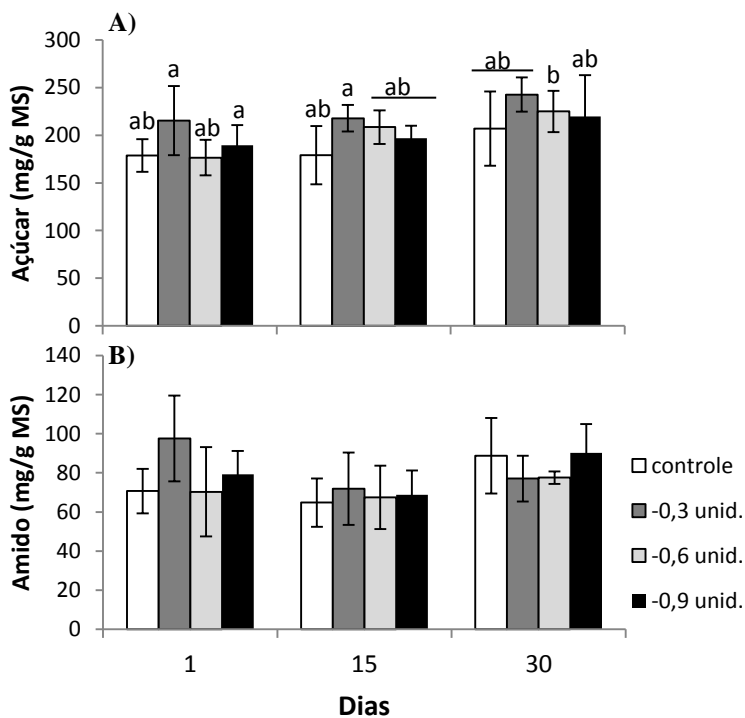 A)
Açúcar (mg/g MS)
300
250
200
150
100
50
0
ab
a
ab
a
ab
a
ab
ab
b
ab
B)
Amido (mg/g MS)
140
120
100
80
60
40
20
0
1
15
30
Dias
controle
-0,3 unid.
-0,6 unid.
-0,9 unid.